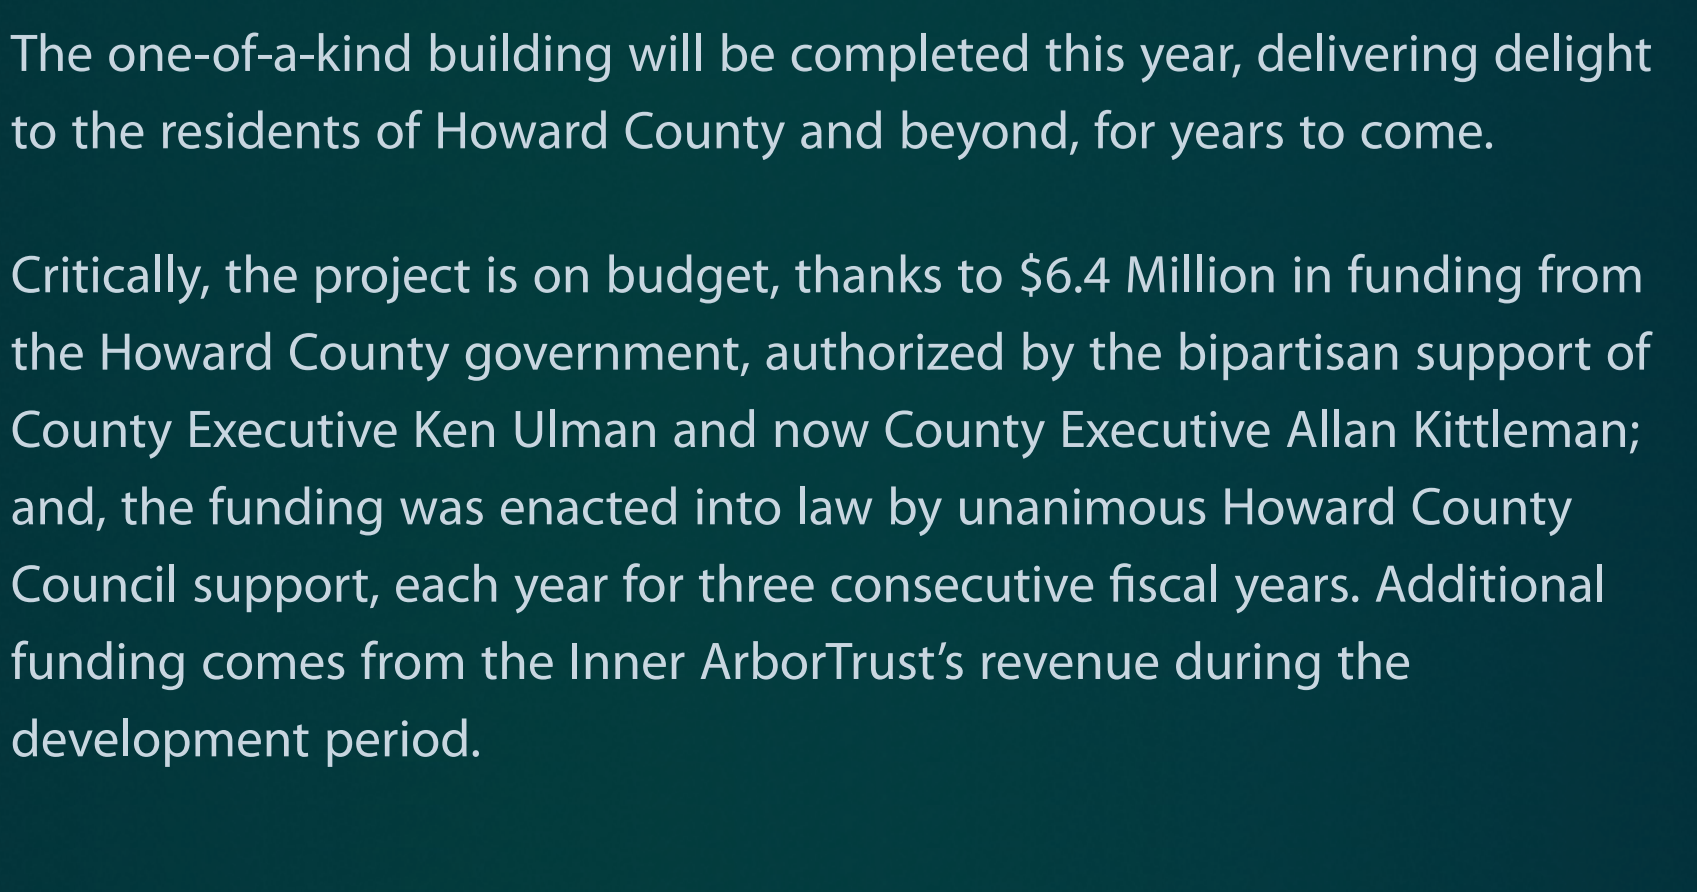 The one-of-a-kind building will be completed this year, delivering delight
to the residents of Howard County and beyond, for years to come.
Critically, the project is on budget, thanks to $6.4 Million in funding from
the Howard County government, authorized by the bipartisan support of
County Executive Ken Ulman and now County Executive Allan Kittleman;
and, the funding was enacted into law by unanimous Howard County
Council support, each year for three consecutive fiscal years. Additional
funding comes from the Inner ArborTrust’s revenue during the
development period.